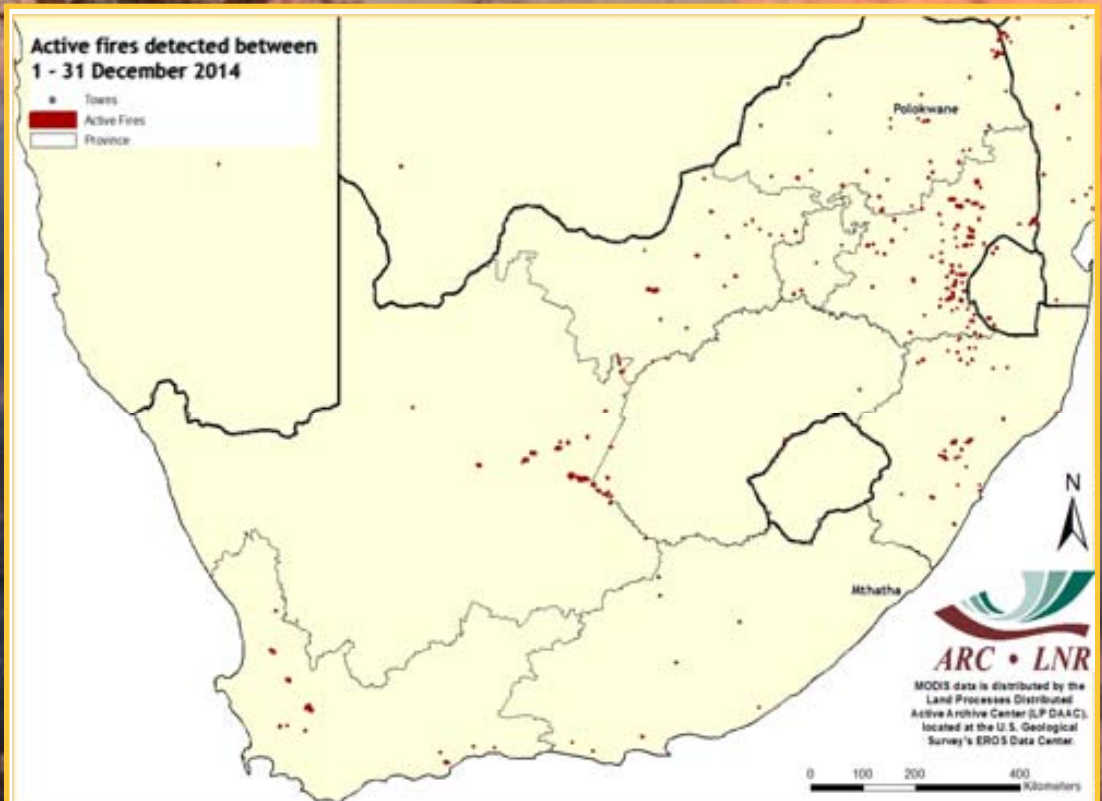 Active fires detected between
1 - 31 December 2014
Towns
Active Fires
Province
Polokwane
Mthatha
N
ARC • LNR
MODIS data is distributed by the
Land Processes Distributed
Active Archive Center (LP DAAC),
located at the U.S. Geological
Survey's EROS Data Center.
0 100 200 400
Kilometers